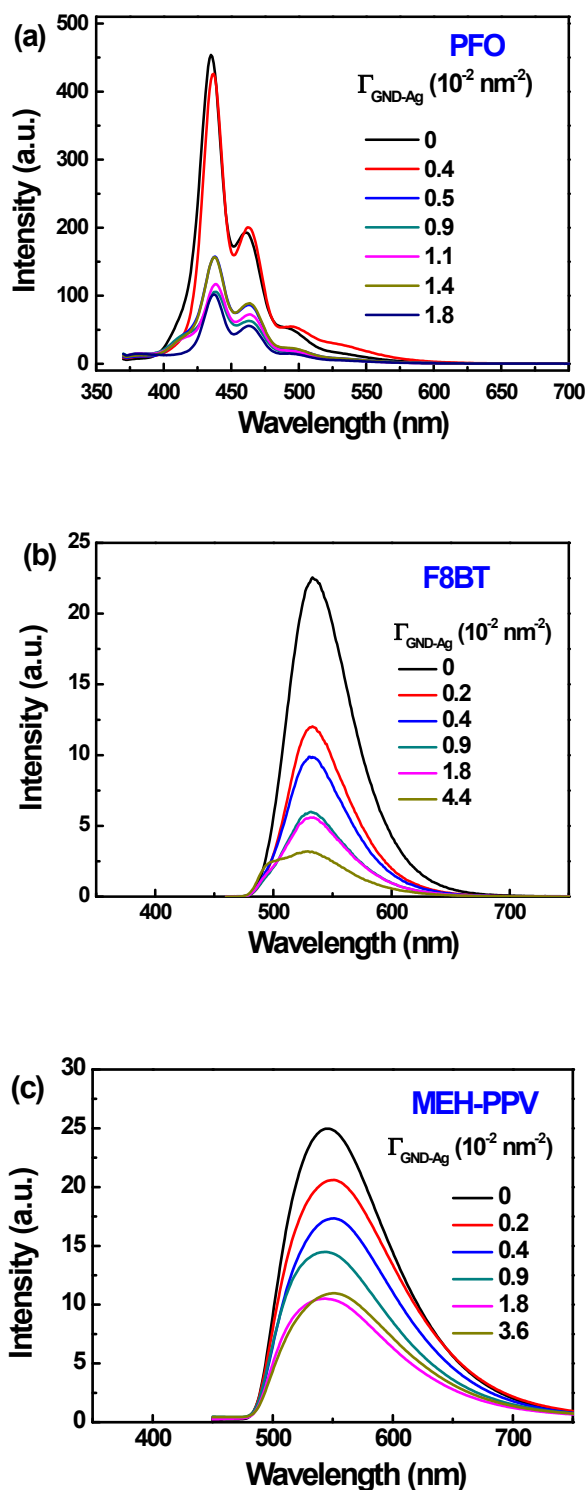 (a)
PFO
ΓGND-Ag (10-2 nm-2)
0
0.4
0.5
0.9
1.1
1.4
1.8
500
450
400
300
200
100
0
Intensity (a.u.)
350 400 450 500 550 600 650 700
Wavelength (nm)
(b)
F8BT
ΓGND-Ag (10-2 nm-2)
0
0.2
0.4
0.9
1.8
4.4
25
20
15
10
5
0
Intensity (a.u.)
400 500 600 700
Wavelength (nm)
(c)
MEH-PPV
ΓGND-Ag (10-2 nm-2)
0
0.2
0.4
0.9
1.8
3.6
30
25
20
15
10
5
0
Intensity (a.u.)
400 500 600 700
Wavelength (nm)